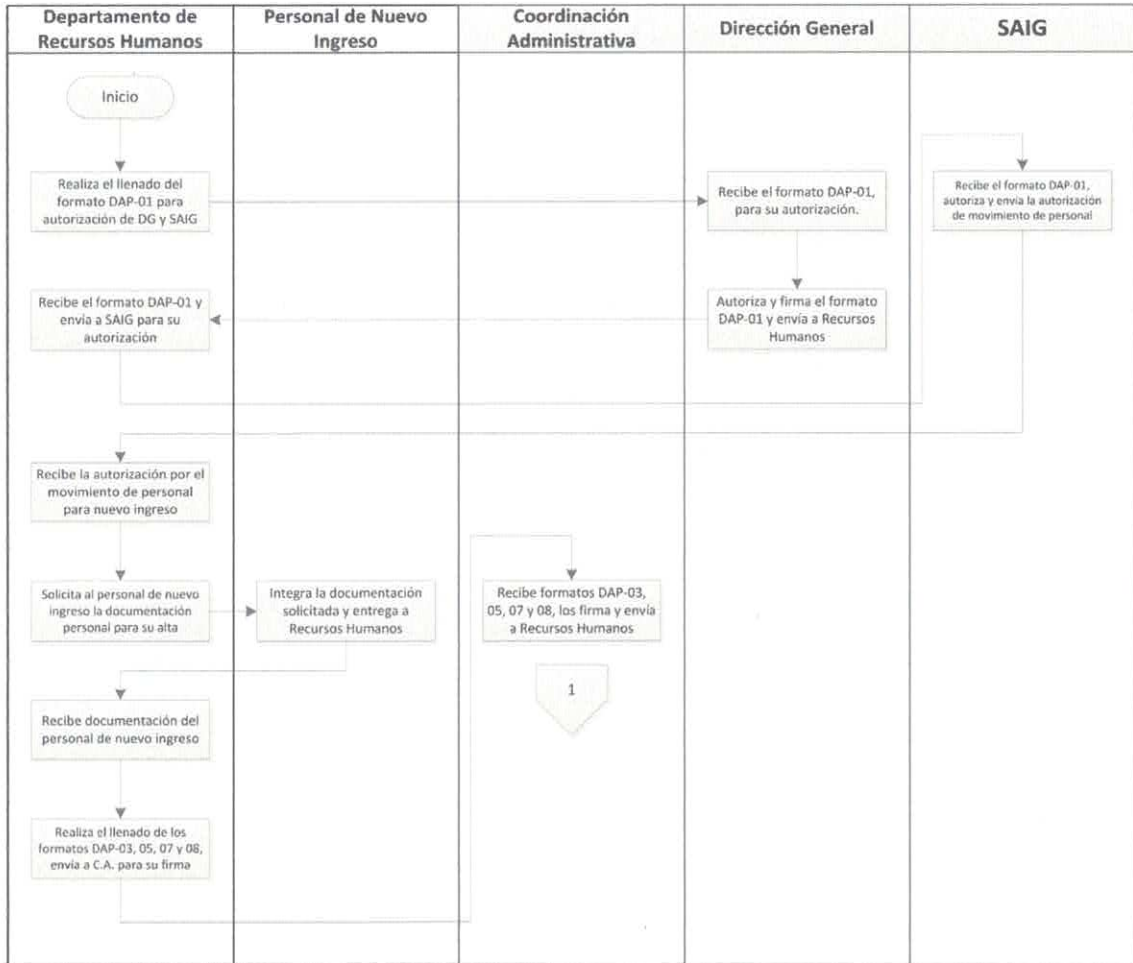 Departamento de
Recursos Humanos
Personal de Nuevo
Ingreso
Coordinación
Administrativa
Dirección General
SAIG
Inicio
Realiza el llenado del
formato DAP-01 para
autorización de DG y SAIG
Recibe el formato DAP-01,
para su autorización.
Recibe el formato DAP-01,
autoriza y envía la autorización
de movimiento de personal
Recibe el formato DAP-01 y
envía a SAIG para su
autorización
Autoriza y firma el formato
DAP-01 y envía a Recursos
Humanos
Recibe la autorización por el
movimiento de personal
para nuevo ingreso
Solicita al personal de nuevo
ingreso la documentación
personal para su alta
Integra la documentación
solicitada y entrega a
Recursos Humanos
Recibe formatos DAP-03,
05, 07 y 08, los firma y envía
a Recursos Humanos
1
Recibe documentación del
personal de nuevo ingreso
Realiza el llenado de los
formatos DAP-03, 05, 07 y 08,
envía a C.A. para su firma